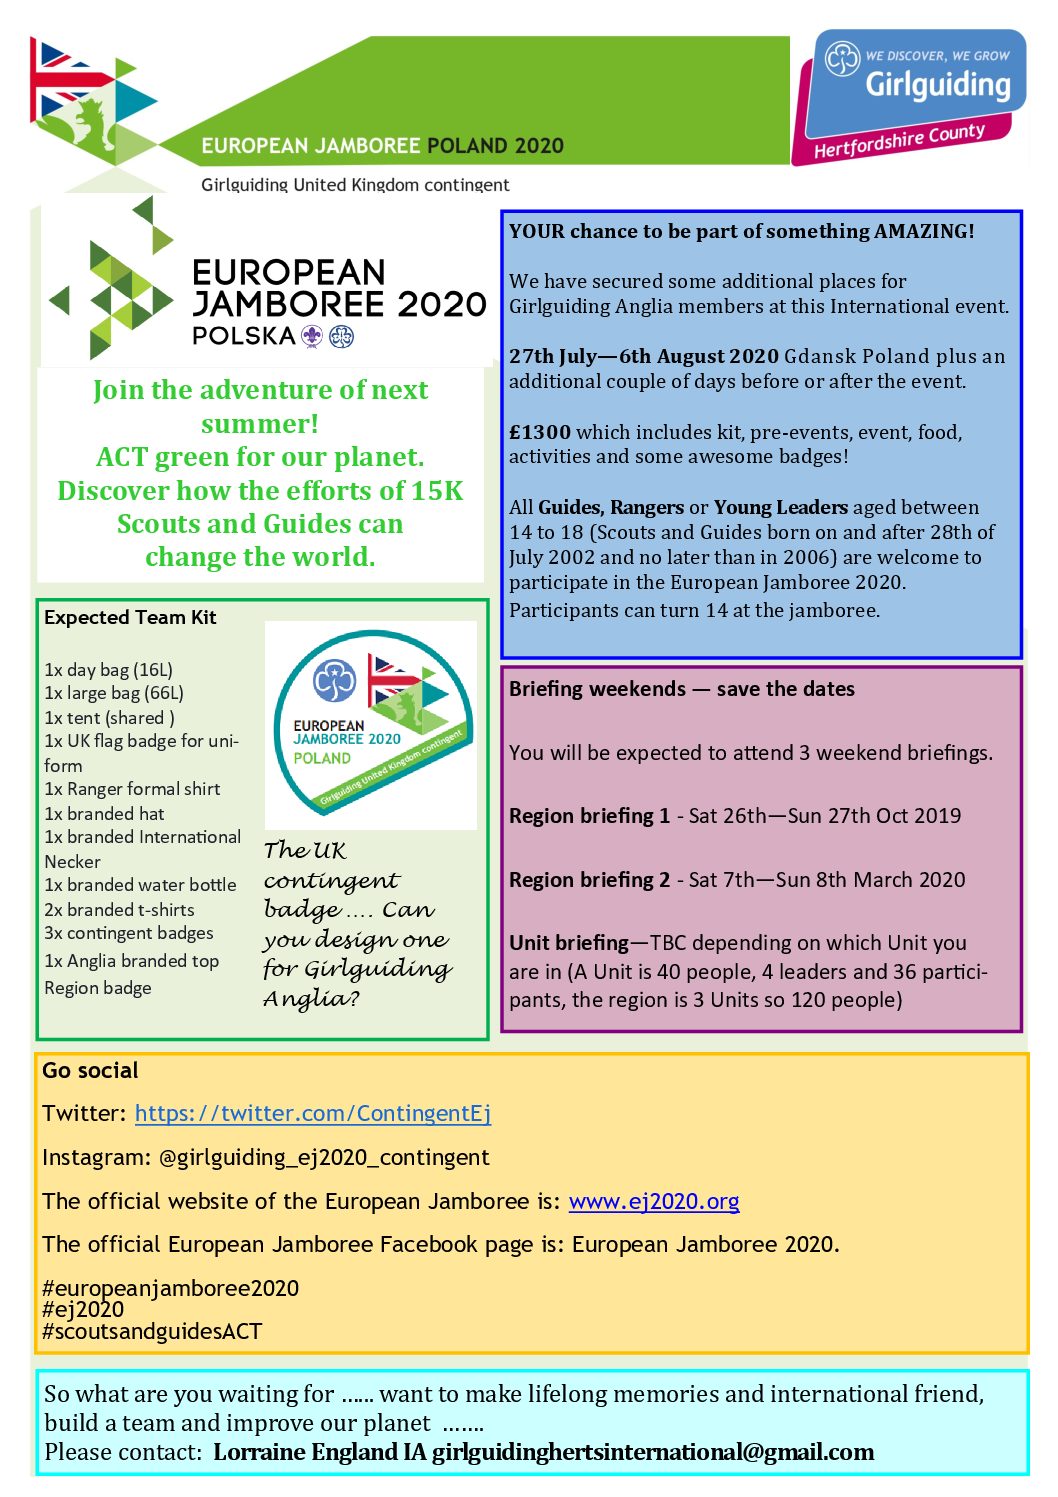 EUROPEAN JAMBOREE POLAND 2020
Girlguiding United Kingdom contingent
WE DISCOVER, WE GROW
Girlguiding
Hertfordshire County
EUROPEAN
JAMBOREE 2020
POLSKA
Join the adventure of next
summer!
ACT green for our planet.
Discover how the efforts of 15K
Scouts and Guides can
change the world.
YOUR chance to be part of something AMAZING!
We have secured some additional places for
Girlguiding Anglia members at this International event.
27th July—6th August 2020 Gdansk Poland plus an
additional couple of days before or after the event.
£1300 which includes kit, pre-events, event, food,
activities and some awesome badges!
All Guides, Rangers or Young Leaders aged between
14 to 18 (Scouts and Guides born on and after 28th of
July 2002 and no later than in 2006) are welcome to
participate in the European Jamboree 2020.
Participants can turn 14 at the jamboree.
Expected Team Kit
1x day bag (16L)
1x large bag (66L)
1x tent (shared )
1x UK flag badge for uni-
form
1x Ranger formal shirt
1x branded hat
1x branded International
Necker
1x branded water bottle
2x branded t-shirts
3x contingent badges
1x Anglia branded top
Region badge
EUROPEAN
JAMBOREE 2020
POLAND
Girlguiding United Kingdom contingent
The UK
contingent
badge .... Can
you design one
for Girlguiding
Anglia?
Briefing weekends — save the dates
You will be expected to attend 3 weekend briefings.
Region briefing 1 - Sat 26th—Sun 27th Oct 2019
Region briefing 2 - Sat 7th—Sun 8th March 2020
Unit briefing—TBC depending on which Unit you
are in (A Unit is 40 people, 4 leaders and 36 partici-
pants, the region is 3 Units so 120 people)
Go social
Twitter: https://twitter.com/ContingentEj
Instagram: @girlguiding_ej2020_contingent
The official website of the European Jamboree is: www.ej2020.org
The official European Jamboree Facebook page is: European Jamboree 2020.
#europeanjamboree2020
#ej2020
#scoutsandguidesACT
So what are you waiting for ...... want to make lifelong memories and international friend,
build a team and improve our planet .......
Please contact: Lorraine England IA girlguidinghertsinternational@gmail.com